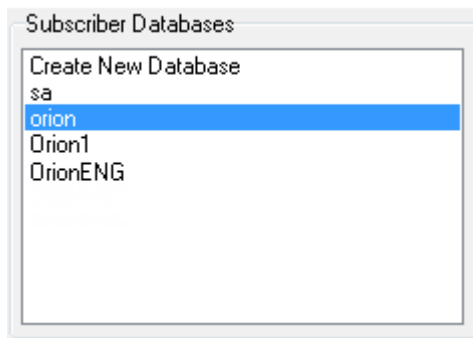 Subscriber Databases
Create New Database
sa
orion
Orion1
OrionENG